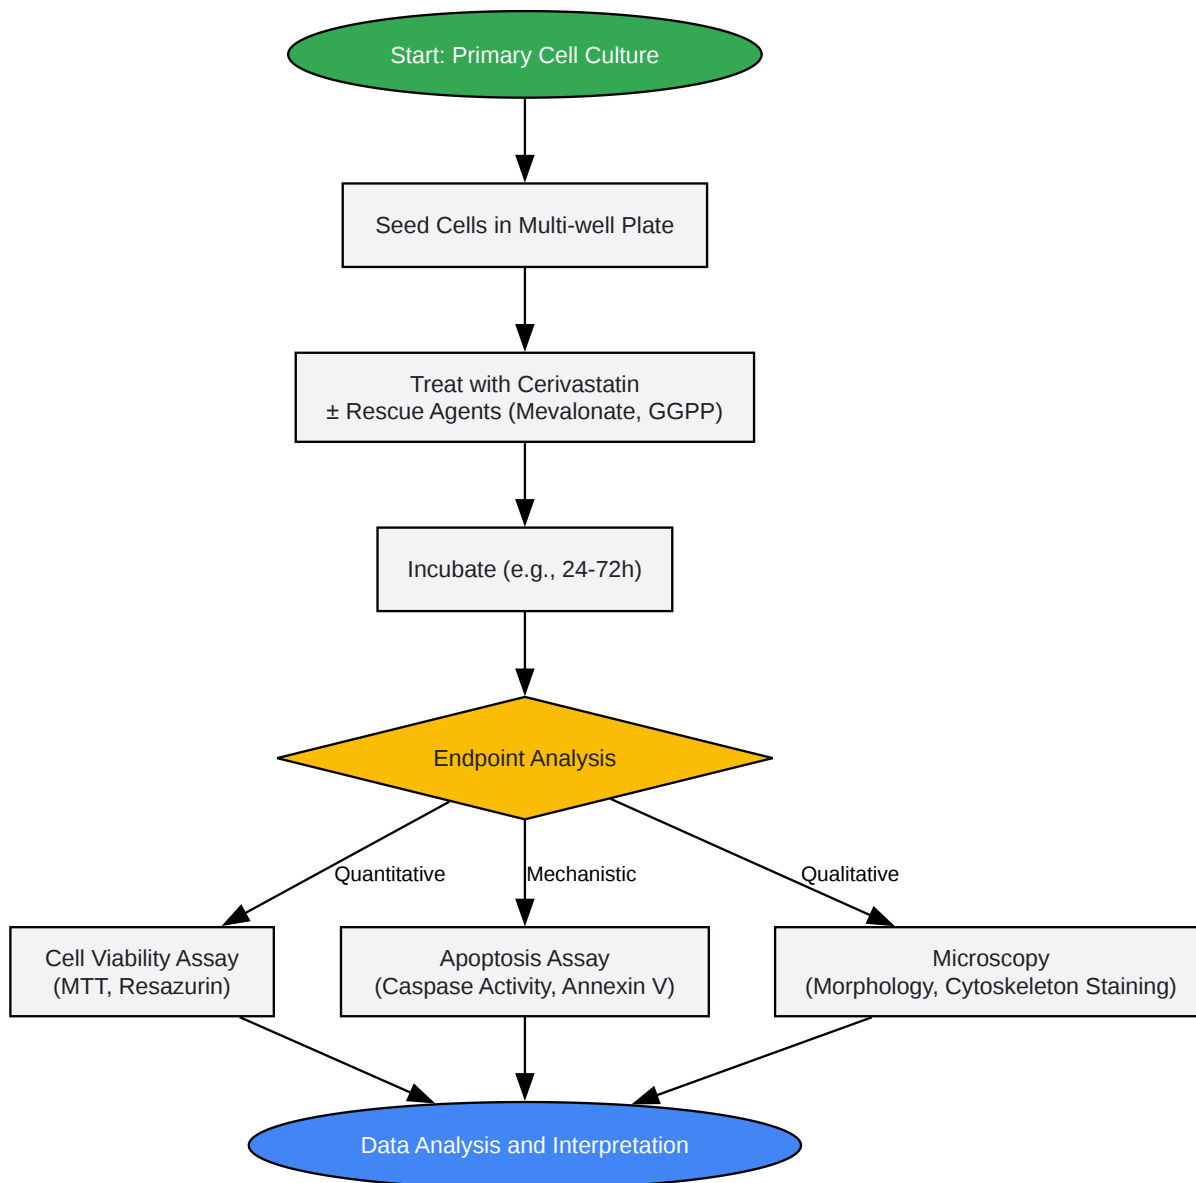 Start: Primary Cell Culture
Seed Cells in Multi-well Plate
Treat with Cerivastatin
± Rescue Agents (Mevalonate, GGPP)
Incubate (e.g., 24-72h)
Endpoint Analysis
Quantitative
Mechanistic
Qualitative
Cell Viability Assay
(MTT, Resazurin)
Apoptosis Assay
(Caspase Activity, Annexin V)
Microscopy
(Morphology, Cytoskeleton Staining)
Data Analysis and Interpretation